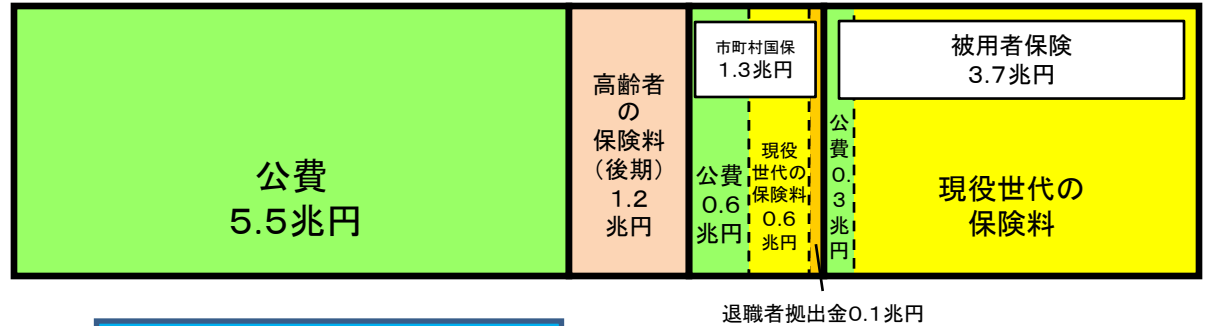 公費
5.5兆円
高齢者
の
保険料
（後期）
1.2
兆円
市町村国保
1.3兆円
公費
0.6
兆円
現役
世代の
保険料
0.6
兆円
被用者保険
3.7兆円
公
費
0.
3
兆
円
現役世代の
保険料
退職者拠出金0.1兆円